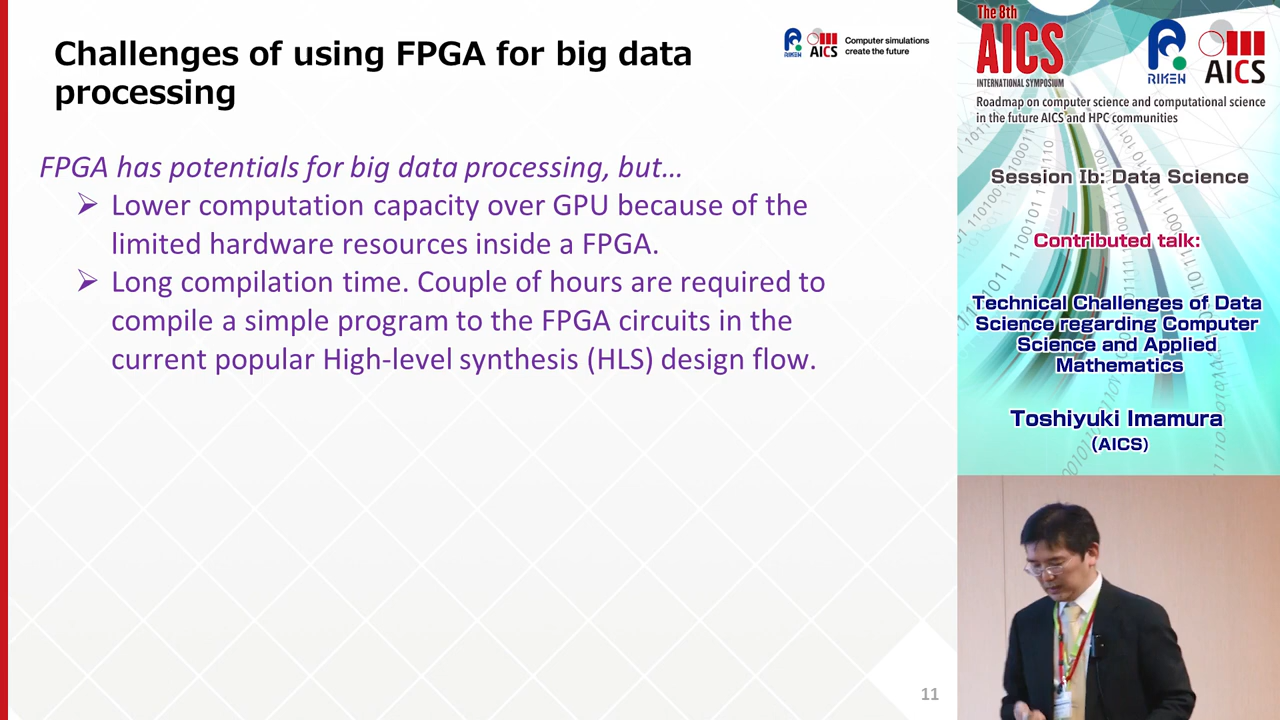 Challenges of using FPGA for big data
processing
RIKEN
AICS
Computer simulations
create the future
FPGA has potentials for big data processing, but...
Lower computation capacity over GPU because of the
limited hardware resources inside a FPGA.
Long compilation time. Couple of hours are required to
compile a simple program to the FPGA circuits in the
current popular High-level synthesis (HLS) design flow.
11
The 8th
AICS
INTERNATIONAL SYMPOSIUM
RIKEN
AICS
Roadmap on computer science and computational science
in the future AICS and HPC communities
Session Ib: Data Science
Contributed talk:
Technical Challenges of Data
Science regarding Computer
Science and Applied
Mathematics
Toshiyuki Imamura
(AICS)